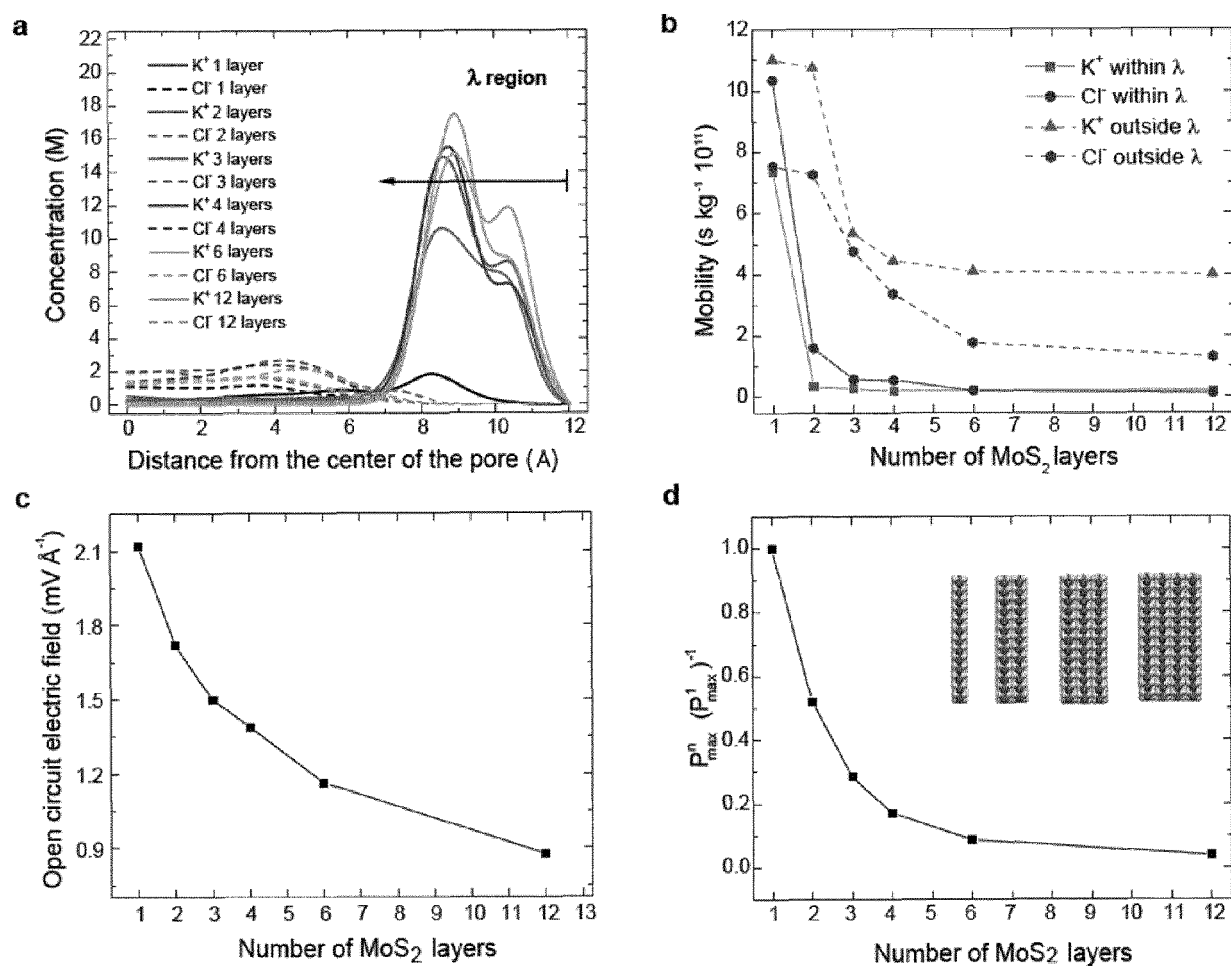 a
Concentration (M)
22
20
18
16
14
12
10
8
6
4
2
0
K⁺ 1 layer
Cl⁻ 1 layer
K⁺ 2 layers
Cl⁻ 2 layers
K⁺ 3 layers
Cl⁻ 3 layers
K⁺ 4 layers
Cl⁻ 4 layers
K⁺ 6 layers
Cl⁻ 6 layers
K⁺ 12 layers
Cl⁻ 12 layers
λ region
0 2 4 6 8 10 12
Distance from the center of the pore (Å)
b
Mobility (s kg⁻¹ 10¹¹)
12
10
8
6
4
2
0
K⁺ within λ
Cl⁻ within λ
K⁺ outside λ
Cl⁻ outside λ
1 2 3 4 5 6 7 8 9 10 11 12
Number of MoS₂ layers
c
Open circuit electric field (mV Å⁻¹)
2.1
1.8
1.5
1.2
0.9
1 2 3 4 5 6 7 8 9 10 11 12 13
Number of MoS2 layers
d
Pⁿmax (P¹max)⁻¹
1.0
0.8
0.6
0.4
0.2
0.0
1 2 3 4 5 6 7 8 9 10 11 12
Number of MoS2 layers